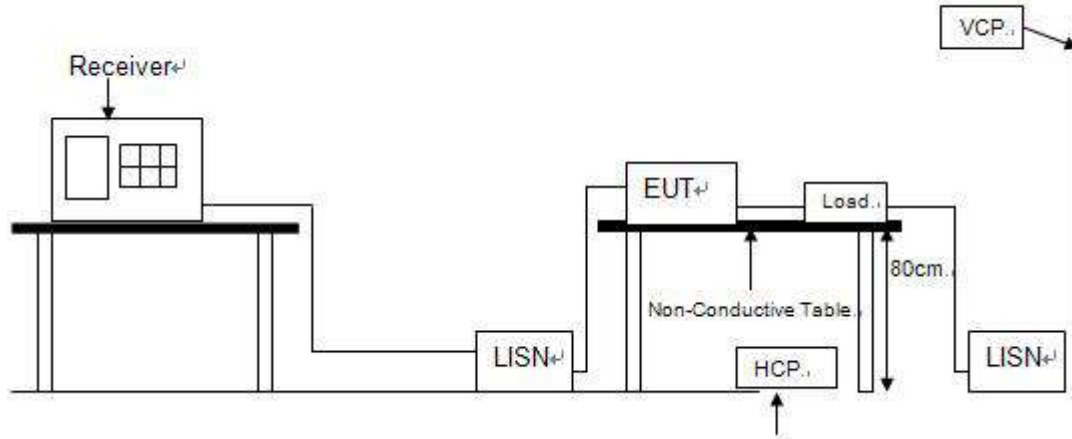 VCP.
Receiver
EUT
Load.
80cm.
Non-Conductive Table.
LISN
HCP.
LISN